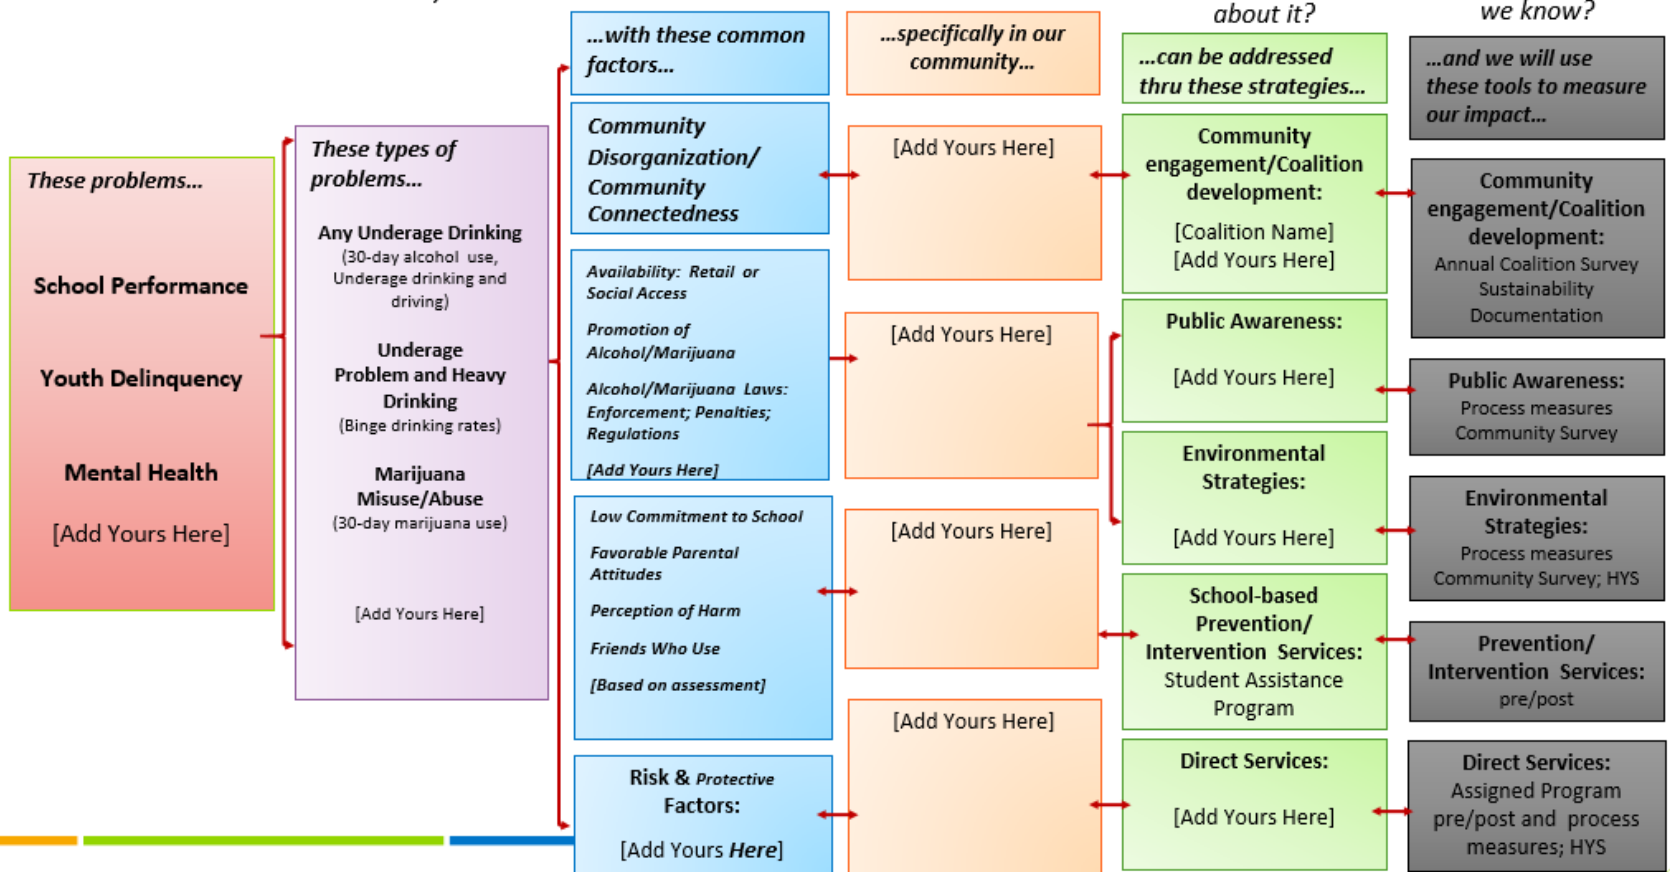 about it?
we know?
These problems...
School Performance
Youth Delinquency
Mental Health
[Add Yours Here]
These types of
problems...
Any Underage Drinking
(30-day alcohol use,
Underage drinking and
driving)
Underage
Problem and Heavy
Drinking
(Binge drinking rates)
Marijuana
Misuse/Abuse
(30-day marijuana use)
[Add Yours Here]
...with these common
factors...
Community
Disorganization/
Community
Connectedness
Availability: Retail or
Social Access
Promotion of
Alcohol/Marijuana
Alcohol/Marijuana Laws:
Enforcement; Penalties;
Regulations
[Add Yours Here]
Low Commitment to School
Favorable Parental
Attitudes
Perception of Harm
Friends Who Use
[Based on assessment]
Risk & Protective
Factors:
[Add Yours Here]
...specifically in our
community...
[Add Yours Here]
[Add Yours Here]
[Add Yours Here]
[Add Yours Here]
...can be addressed
thru these strategies...
Community
engagement/Coalition
development:
[Coalition Name]
[Add Yours Here]
Public Awareness:
[Add Yours Here]
Environmental
Strategies:
[Add Yours Here]
School-based
Prevention/
Intervention Services:
Student Assistance
Program
Direct Services:
[Add Yours Here]
...and we will use
these tools to measure
our impact...
Community
engagement/Coalition
development:
Annual Coalition Survey
Sustainability
Documentation
Public Awareness:
Process measures
Community Survey
Environmental
Strategies:
Process measures
Community Survey; HYS
Prevention/
Intervention Services:
pre/post
Direct Services:
Assigned Program
pre/post and process
measures; HYS